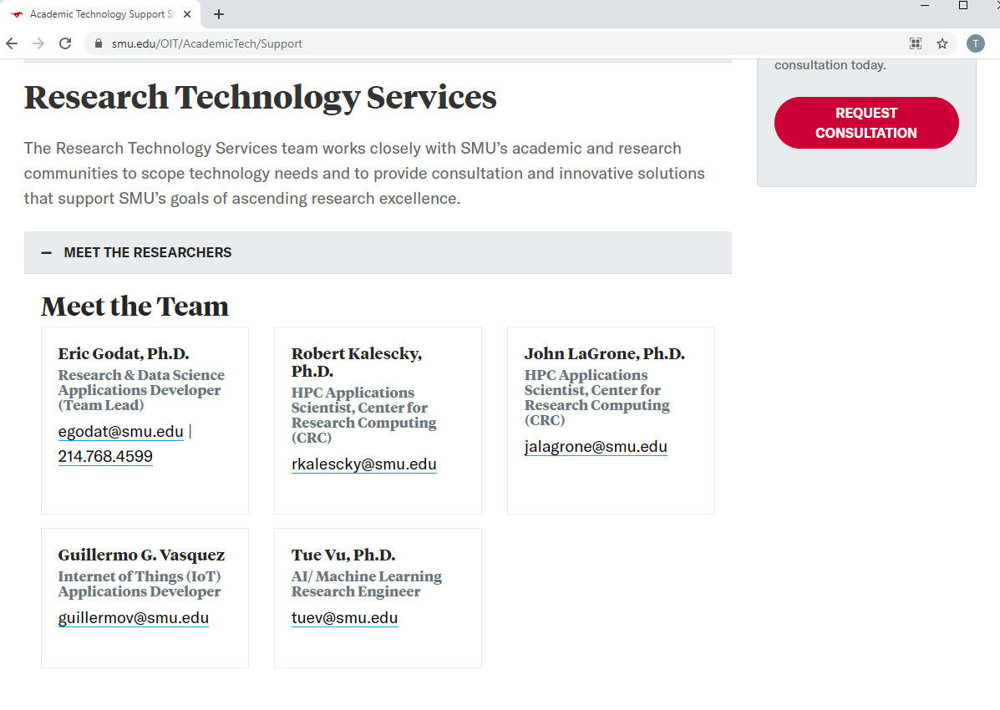 Academic Technology Support St
smu.edu/OIT/AcademicTech/Support
T
consultation today.
REQUEST
CONSULTATION
Research Technology Services
The Research Technology Services team works closely with SMU’s academic and research
communities to scope technology needs and to provide consultation and innovative solutions
that support SMU’s goals of ascending research excellence.
MEET THE RESEARCHERS
Meet the Team
Eric Godat, Ph.D.
Research & Data Science
Applications Developer
(Team Lead)
egodat@smu.edu |
214.768.4599
Robert Kalescky,
Ph.D.
HPC Applications
Scientist, Center for
Research Computing
(CRC)
rkalescky@smu.edu
John LaGrone, Ph.D.
HPC Applications
Scientist, Center for
Research Computing
(CRC)
jalagrone@smu.edu
Guillermo G. Vasquez
Internet of Things (IoT)
Applications Developer
guillermov@smu.edu
Tue Vu, Ph.D.
AI/ Machine Learning
Research Engineer
tuev@smu.edu